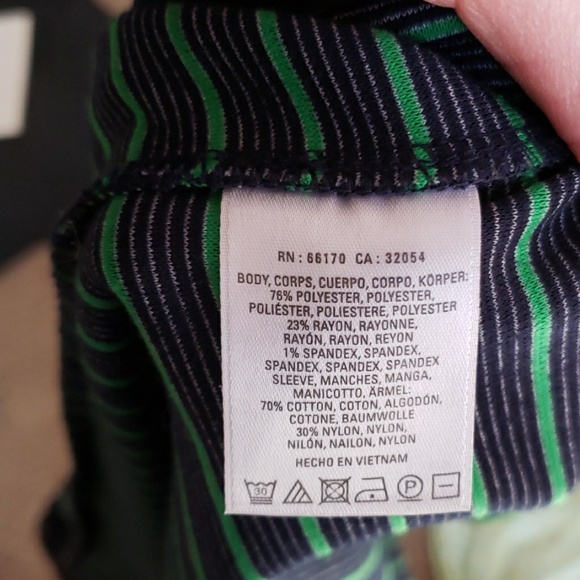 RN : 66170 CA : 32054
BODY, CORPS, CUERPO, CORPO, KÖRPER:
76% POLYESTER, POLYESTER,
POLIÉSTER, POLIESTERE, POLYESTER
23% RAYON, RAYONNE,
RAYÓN, RAYON, REYON
1% SPANDEX, SPANDEX,
SPANDEX, SPANDEX, SPANDEX
SLEEVE, MANCHES, MANGA,
MANICOTTO, ÄRMEL:
70% COTTON, COTON, ALGODÓN,
COTONE, BAUMWOLLE
30% NYLON, NYLON,
NILÓN, NAILON, NYLON
HECHO EN VIETNAM
30 P